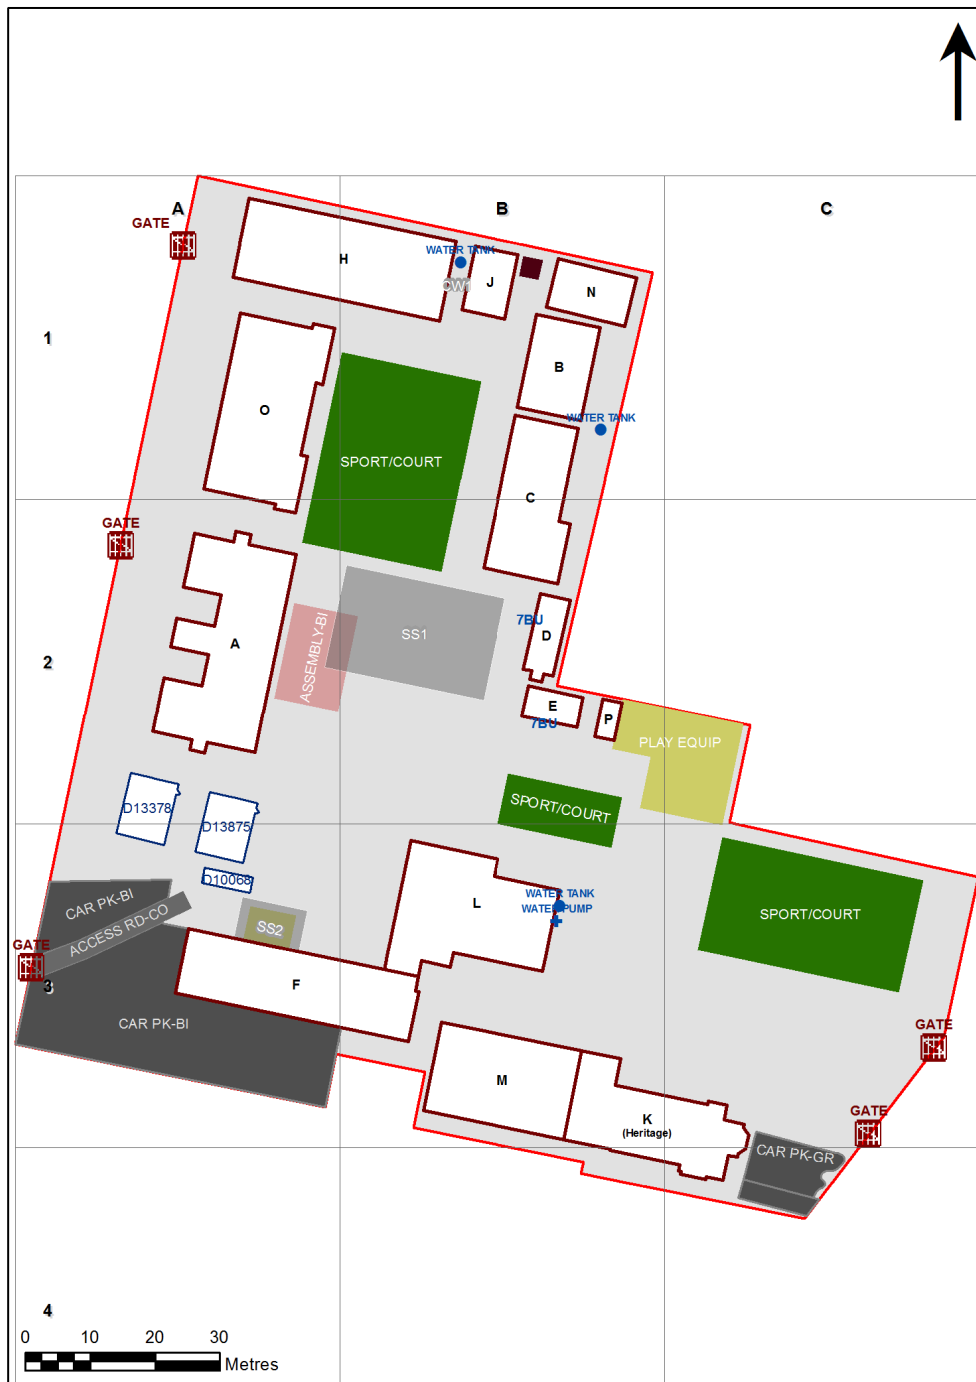 A
B
C
GATE
WATER TANK
H
CW1
J
N
1
B
O
WATER TANK
SPORT/COURT
C
GATE
7BU
D
SS1
2
A
ASSEMBLY-BI
E
P
7BU
PLAY EQUIP
D13378
D13875
SPORT/COURT
D10068
CAR PK-BI
ACCESS RD-CO
SS2
L
WATER TANK
WATER PUMP
SPORT/COURT
GATE
3
F
CAR PK-BI
GATE
M
K
(Heritage)
GATE
CAR PK-GR
4
0 10 20 30
Metres